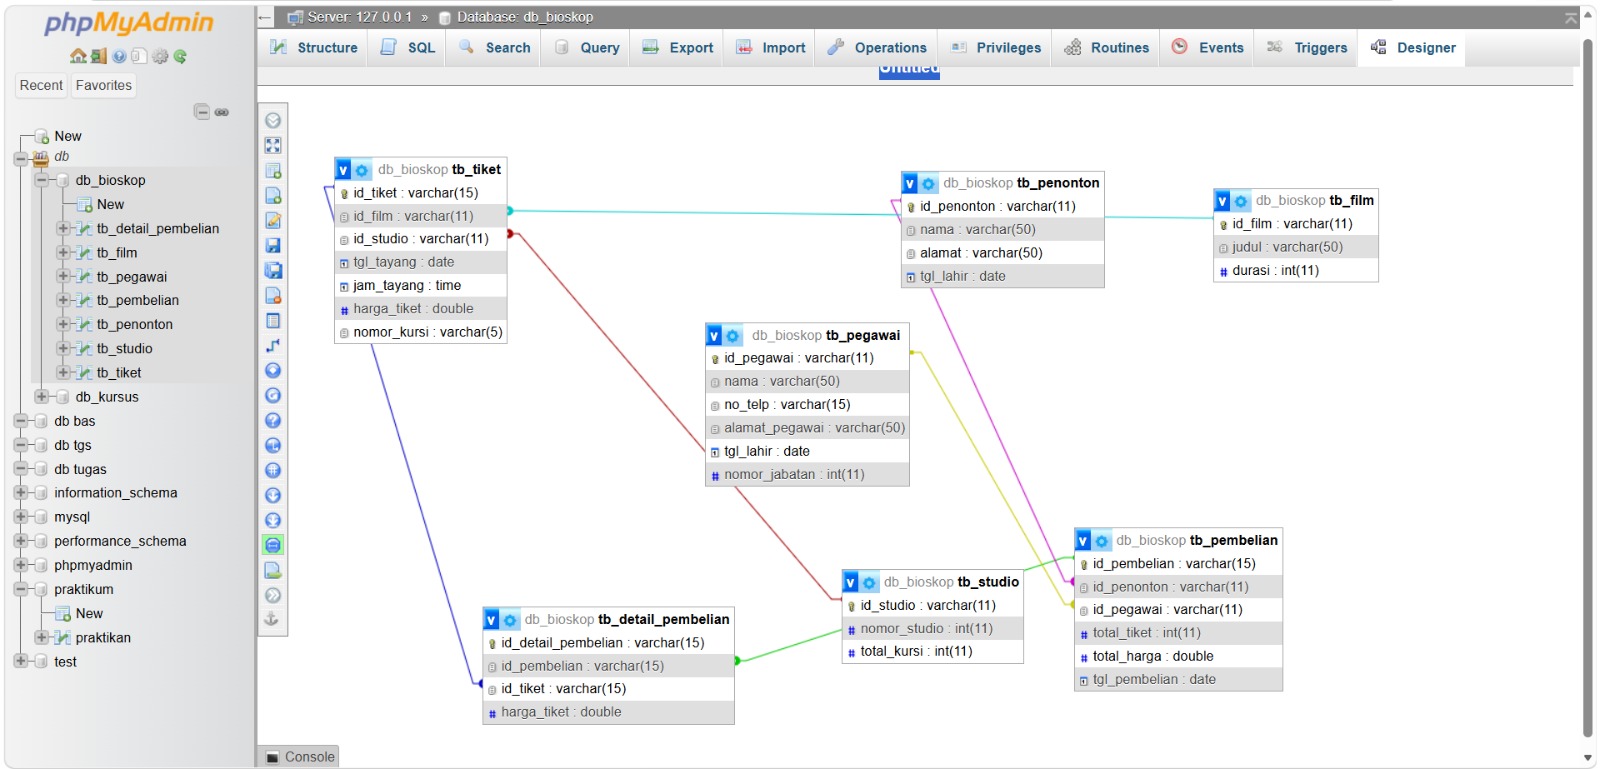 phpMyAdmin
Recent
Favorites
New
db
db_bioskop
New
tb_detail_pembelian
tb_film
tb_pegawai
tb_pembelian
tb_penonton
tb_studio
tb_tiket
db_kursus
db bas
db tgs
db tugas
information_schema
mysql
performance_schema
phpmyadmin
praktikum
New
praktikan
test
Server: 127.0.0.1 » Database: db_bioskop
Structure
SQL
Search
Query
Export
Import
Operations
Privileges
Routines
Events
Triggers
Designer
Untitled
db_bioskop tb_tiket
id_tiket : varchar(15)
id_film : varchar(11)
id_studio : varchar(11)
tgl_tayang : date
jam_tayang : time
harga_tiket : double
nomor_kursi : varchar(5)
db_bioskop tb_penonton
id_penonton : varchar(11)
nama : varchar(50)
alamat : varchar(50)
tgl_lahir : date
db_bioskop tb_film
id_film : varchar(11)
judul : varchar(50)
durasi : int(11)
db_bioskop tb_pegawai
id_pegawai : varchar(11)
nama : varchar(50)
no_telp : varchar(15)
alamat_pegawai : varchar(50)
tgl_lahir : date
nomor_jabatan : int(11)
db_bioskop tb_pembelian
id_pembelian : varchar(15)
id_penonton : varchar(11)
id_pegawai : varchar(11)
total_tiket : int(11)
total_harga : double
tgl_pembelian : date
db_bioskop tb_studio
id_studio : varchar(11)
nomor_studio : int(11)
total_kursi : int(11)
db_bioskop tb_detail_pembelian
id_detail_pembelian : varchar(15)
id_pembelian : varchar(15)
id_tiket : varchar(15)
harga_tiket : double
Console